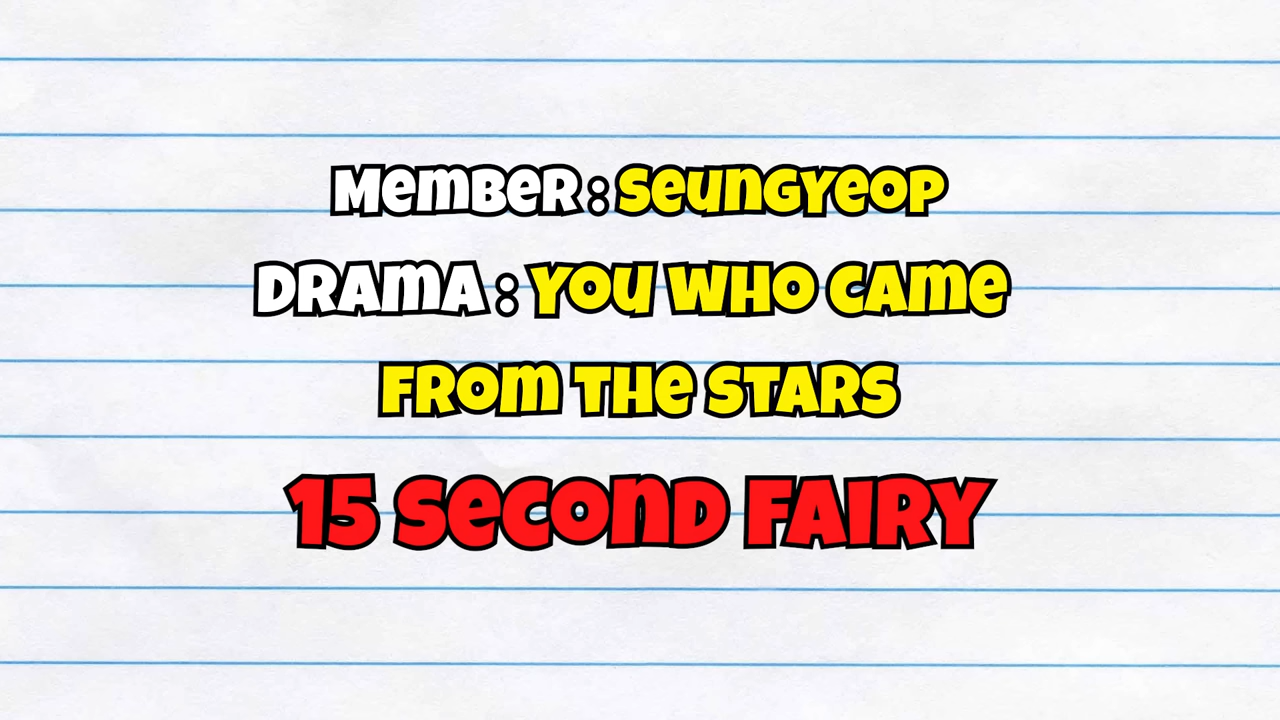 Member : Seungyeop
Drama : You Who Came
From The Stars
15 Second Fairy